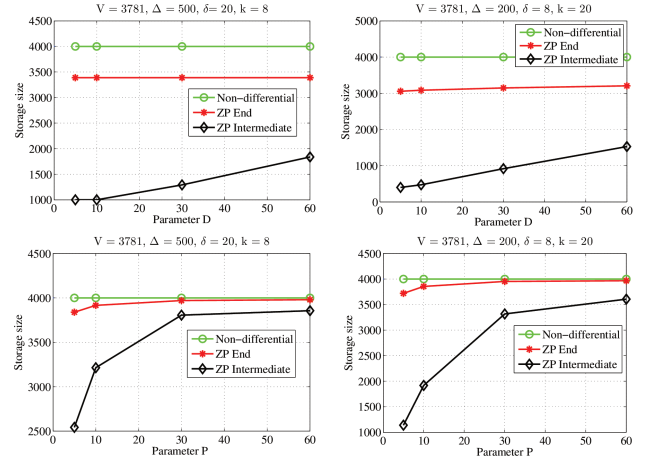 V = 3781, Δ = 500, δ= 20, k = 8
Storage size
4500
4000
3500
3000
2500
2000
1500
1000
0 10 20 30 40 50 60
Parameter D
Non−differential
ZP End
ZP Intermediate
V = 3781, Δ = 200, δ = 8, k = 20
Storage size
5000
4000
3000
2000
1000
0
0 10 20 30 40 50 60
Parameter D
Non−differential
ZP End
ZP Intermediate
V = 3781, Δ = 500, δ = 20, k = 8
Storage size
4500
4000
3500
3000
2500
0 10 20 30 40 50 60
Parameter P
Non−differential
ZP End
ZP Intermediate
V = 3781, Δ = 200, δ = 8, k = 20
Storage size
4500
4000
3500
3000
2500
2000
1500
1000
0 10 20 30 40 50 60
Parameter P
Non−differential
ZP End
ZP Intermediate